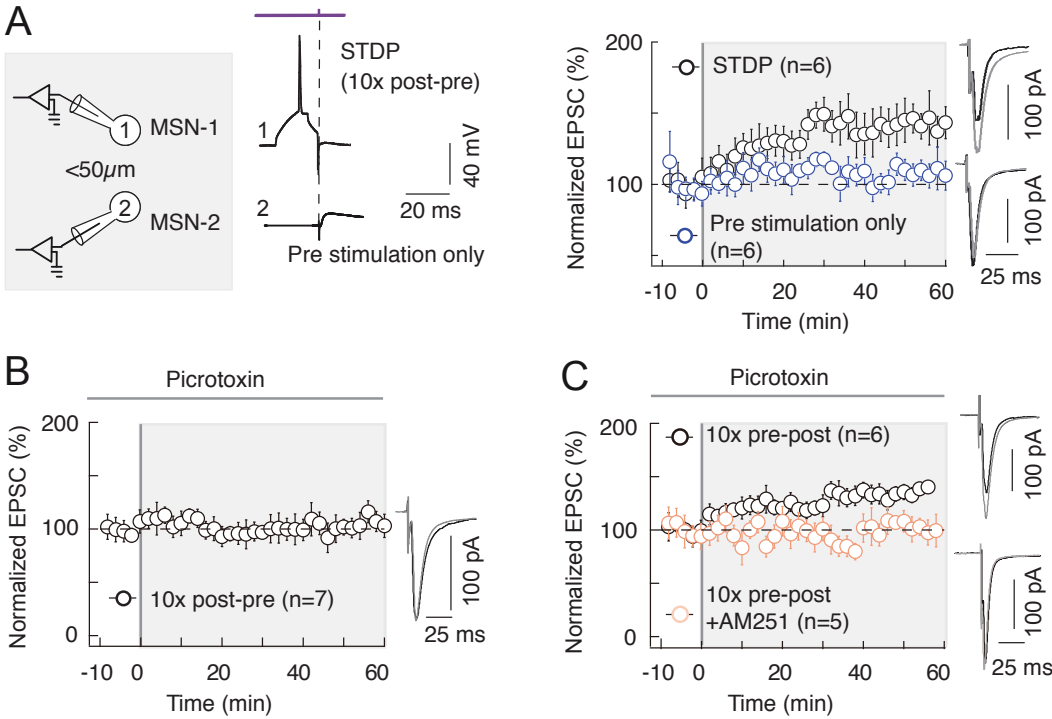 A
STDP
(10x post-pre)
1
MSN-1
<50µm
2
MSN-2
1
40 mV
20 ms
2
Pre stimulation only
Normalized EPSC (%)
200
100
STDP (n=6)
Pre stimulation only
(n=6)
-10 0 20 40 60
Time (min)
100 pA
100 pA
25 ms
B
Picrotoxin
Normalized EPSC (%)
200
100
0
10x post-pre (n=7)
-10 0 20 40 60
Time (min)
100 pA
25 ms
C
Picrotoxin
Normalized EPSC (%)
200
100
0
10x pre-post (n=6)
10x pre-post
+AM251 (n=5)
-10 0 20 40 60
Time (min)
100 pA
100 pA
25 ms